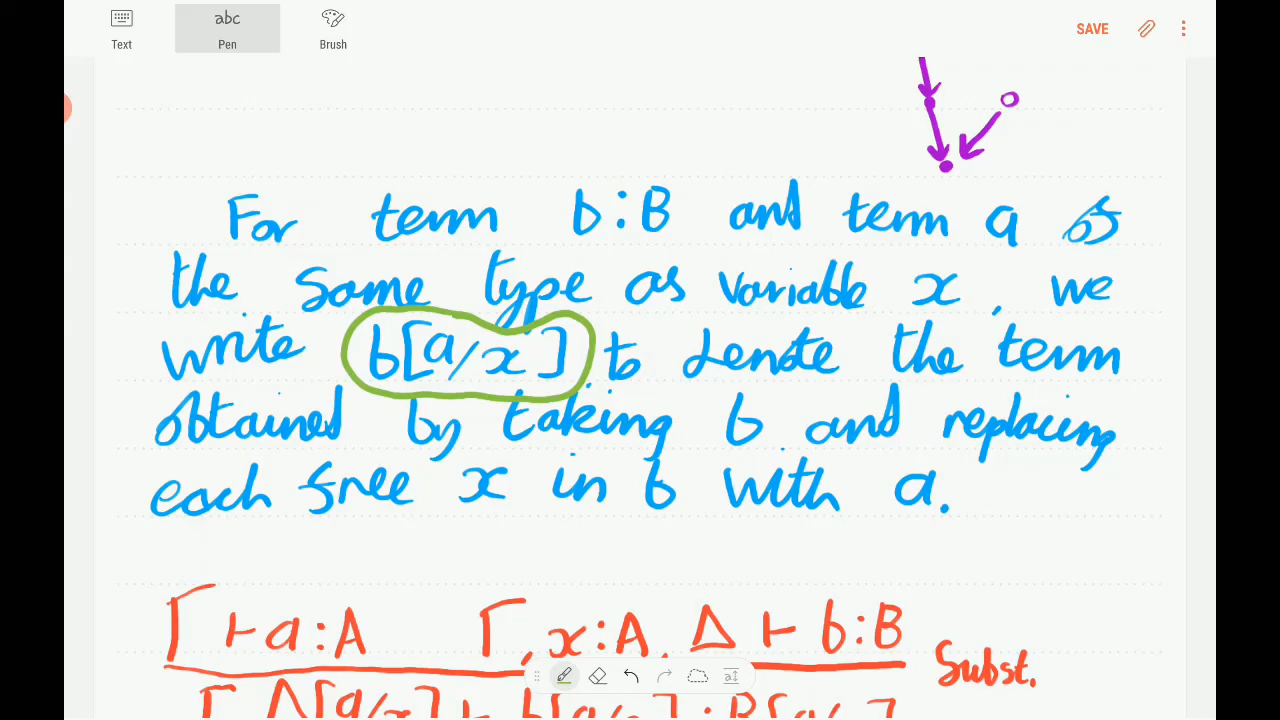 Text
abc
Pen
Brush
SAVE
For term b:B and term a of
the same type as variable x, we
write b[a/x] to denote the term
obtained by taking b and replacing
each free x in b with a.
Γ ⊢ a:A Γ, x:A, Δ ⊢ b:B
Subst.
Γ, Δ[a/x] ⊢ b[a/x] : B[a/x]